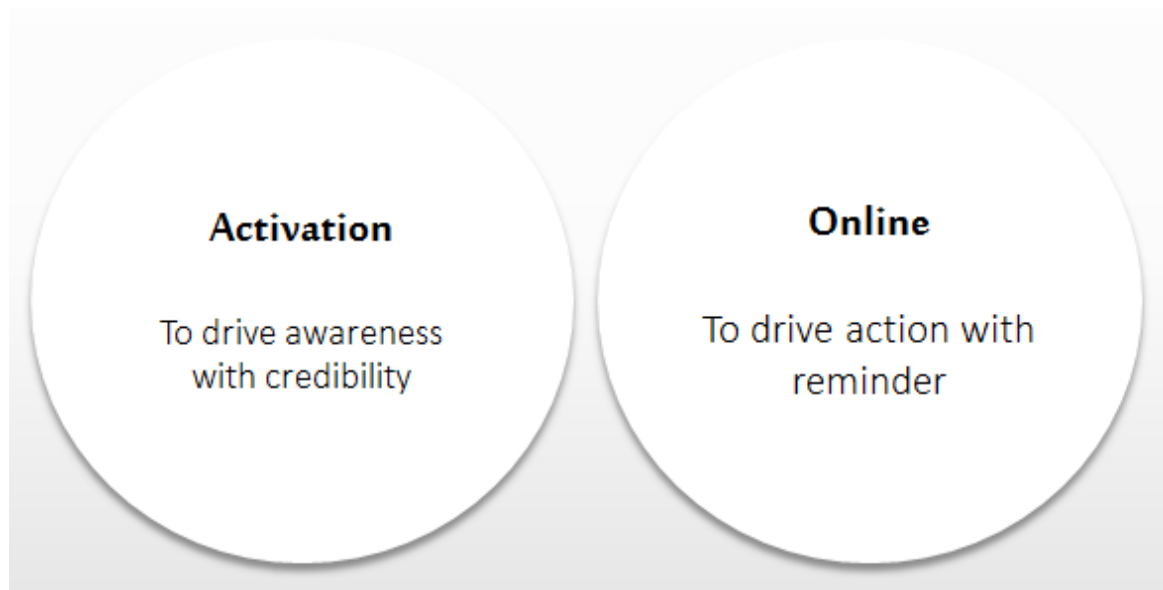 Activation
To drive awareness
with credibility
Online
To drive action with
reminder